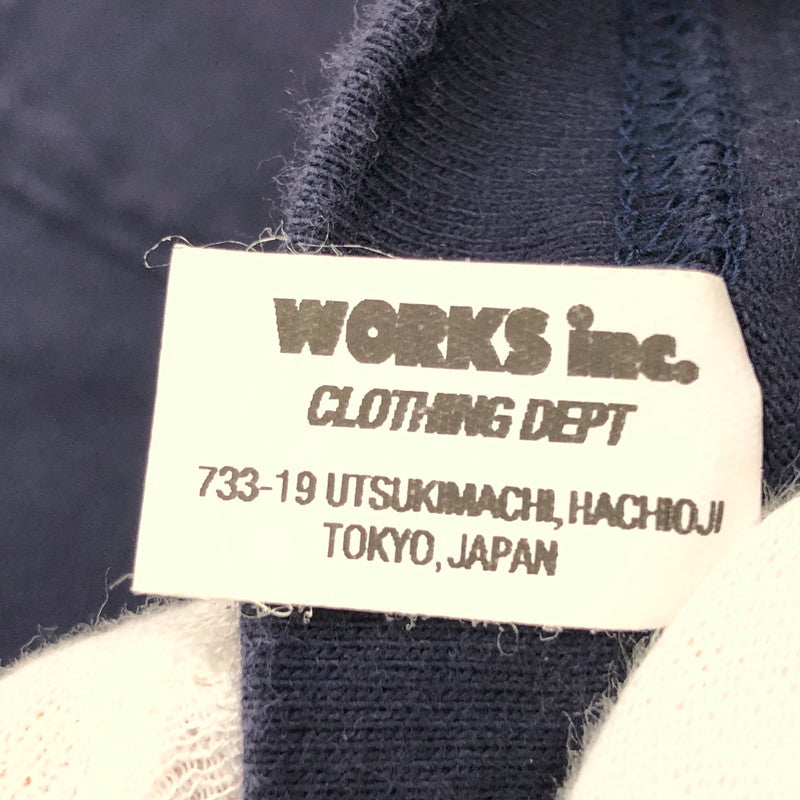 WORKS inc.
CLOTHING DEPT
733-19 UTSUKIMACHI, HACHIOJI
TOKYO, JAPAN